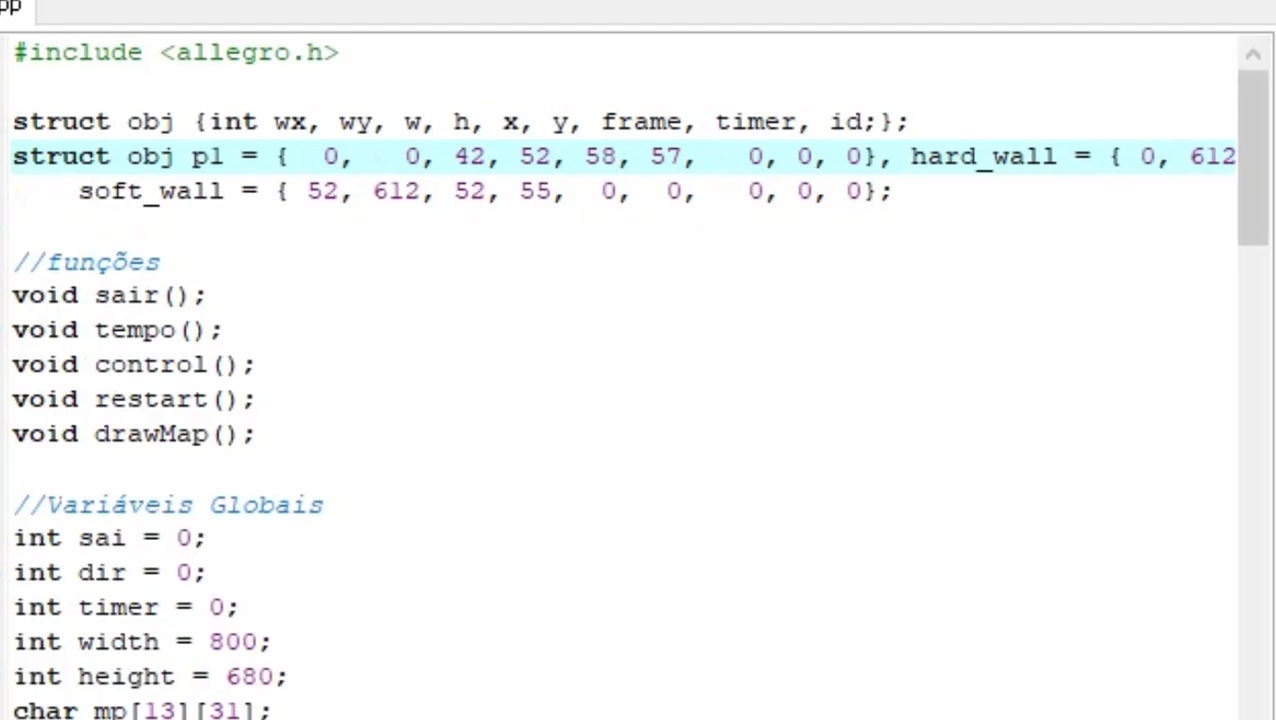 pp
#include <allegro.h>
struct obj {int wx, wy, w, h, x, y, frame, timer, id;};
struct obj p1 = { 0, 0, 42, 52, 58, 57, 0, 0, 0}, hard_wall = { 0, 612
soft_wall = { 52, 612, 52, 55, 0, 0, 0, 0, 0};
//funções
void sair();
void tempo();
void control();
void restart();
void drawMap();
//Variáveis Globais
int sai = 0;
int dir = 0;
int timer = 0;
int width = 800;
int height = 680;
char mp[13][31];